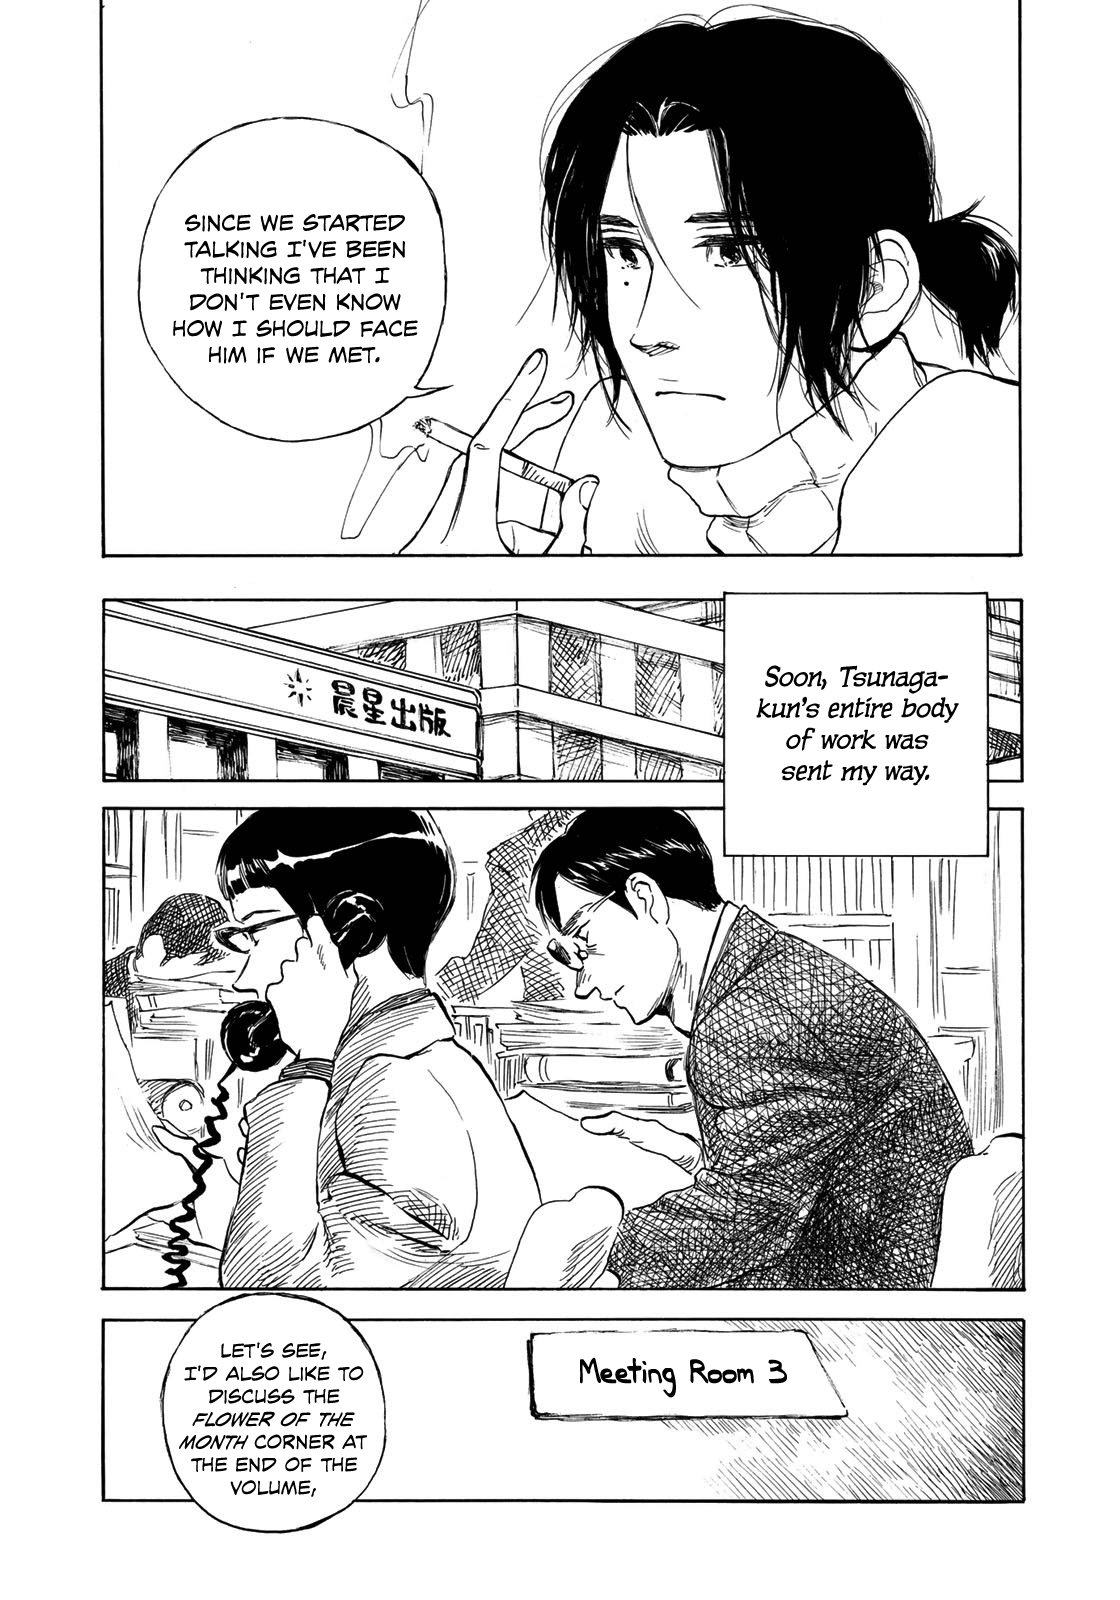 SINCE WE STARTED
TALKING I'VE BEEN
THINKING THAT I
DON'T EVEN KNOW
HOW I SHOULD FACE
HIM IF WE MET.
晨星出版
Soon, Tsunaga-
kun's entire body
of work was
sent my way.
LET'S SEE,
I'D ALSO LIKE TO
DISCUSS THE
FLOWER OF THE
MONTH CORNER AT
THE END OF THE
VOLUME,
Meeting Room 3